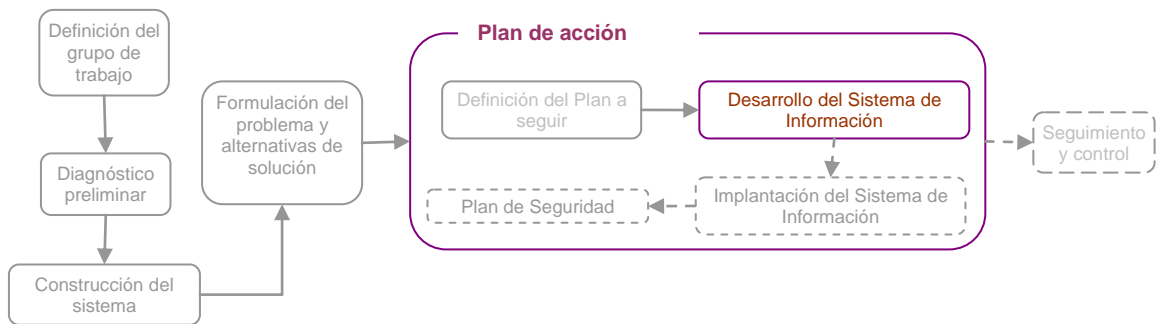 Definición del
grupo de
trabajo
Diagnóstico
preliminar
Construcción del
sistema
Formulación del
problema y
alternativas de
solución
Plan de acción
Definición del Plan a
seguir
Desarrollo del Sistema de
Información
Implantación del Sistema de
Información
Plan de Seguridad
Seguimiento
y control